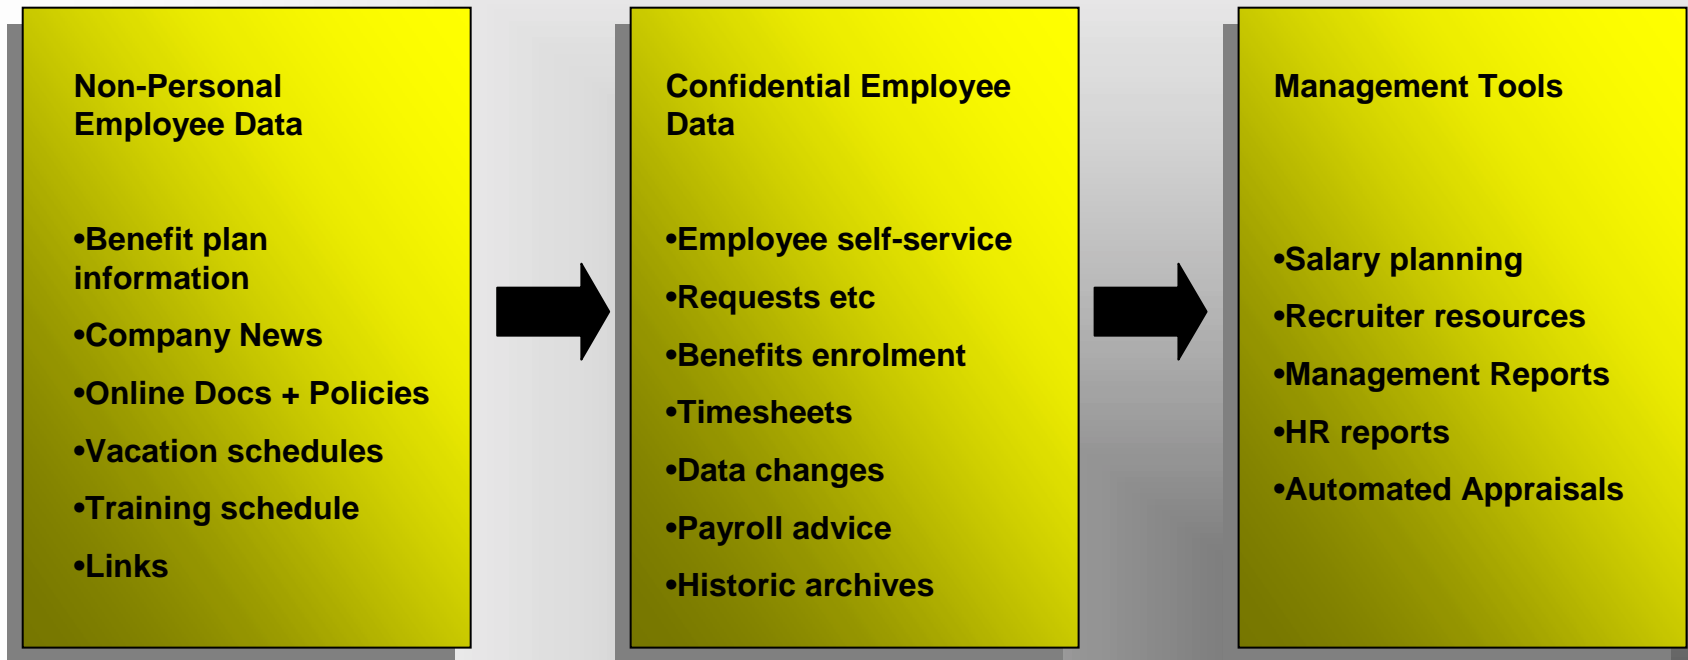 Non-Personal
Employee Data
•Benefit plan
information
•Company News
•Online Docs + Policies
•Vacation schedules
•Training schedule
•Links
Confidential Employee
Data
•Employee self-service
•Requests etc
•Benefits enrolment
•Timesheets
•Data changes
•Payroll advice
•Historic archives
Management Tools
•Salary planning
•Recruiter resources
•Management Reports
•HR reports
•Automated Appraisals